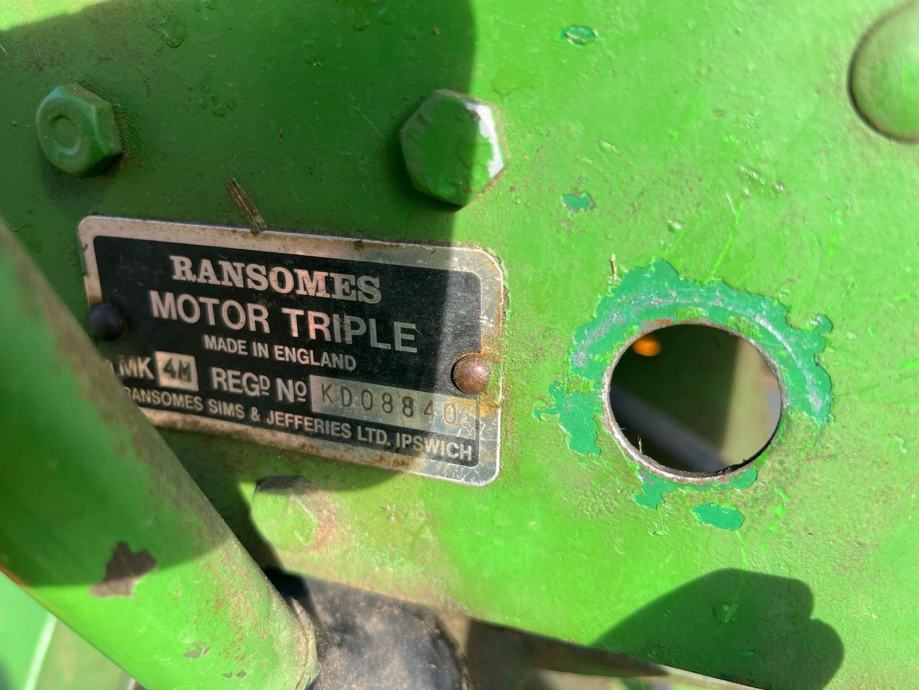 RANSOMES
MOTOR TRIPLE
MADE IN ENGLAND
MK 4M REGD No KD08840
RANSOMES SIMS & JEFFERIES LTD. IPSWICH